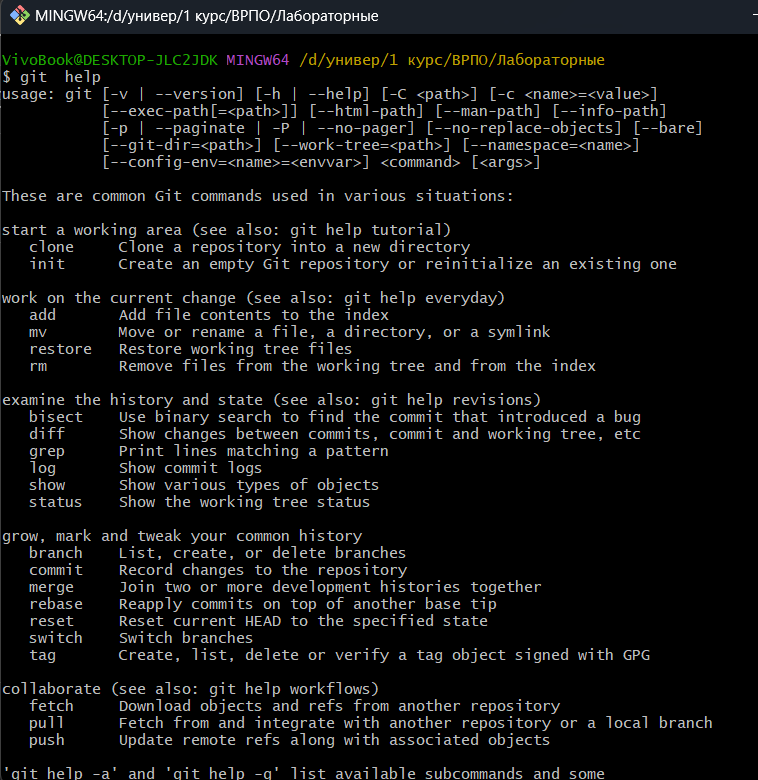 MINGW64:/d/универ/1 курс/ВРПО/Лабораторные
VivoBook@DESKTOP-JLC2JDK MINGW64 /d/универ/1 курс/ВРПО/Лабораторные
$ git  help
usage: git [-v | --version] [-h | --help] [-C <path>] [-c <name>=<value>]
           [--exec-path[=<path>]] [--html-path] [--man-path] [--info-path]
           [-p | --paginate | -P | --no-pager] [--no-replace-objects] [--bare]
           [--git-dir=<path>] [--work-tree=<path>] [--namespace=<name>]
           [--config-env=<name>=<envvar>] <command> [<args>]
These are common Git commands used in various situations:
start a working area (see also: git help tutorial)
   clone     Clone a repository into a new directory
   init      Create an empty Git repository or reinitialize an existing one
work on the current change (see also: git help everyday)
   add       Add file contents to the index
   mv        Move or rename a file, a directory, or a symlink
   restore   Restore working tree files
   rm        Remove files from the working tree and from the index
examine the history and state (see also: git help revisions)
   bisect    Use binary search to find the commit that introduced a bug
   diff      Show changes between commits, commit and working tree, etc
   grep      Print lines matching a pattern
   log       Show commit logs
   show      Show various types of objects
   status    Show the working tree status
grow, mark and tweak your common history
   branch    List, create, or delete branches
   commit    Record changes to the repository
   merge     Join two or more development histories together
   rebase    Reapply commits on top of another base tip
   reset     Reset current HEAD to the specified state
   switch    Switch branches
   tag       Create, list, delete or verify a tag object signed with GPG
collaborate (see also: git help workflows)
   fetch     Download objects and refs from another repository
   pull      Fetch from and integrate with another repository or a local branch
   push      Update remote refs along with associated objects
'git help -a' and 'git help -g' list available subcommands and some